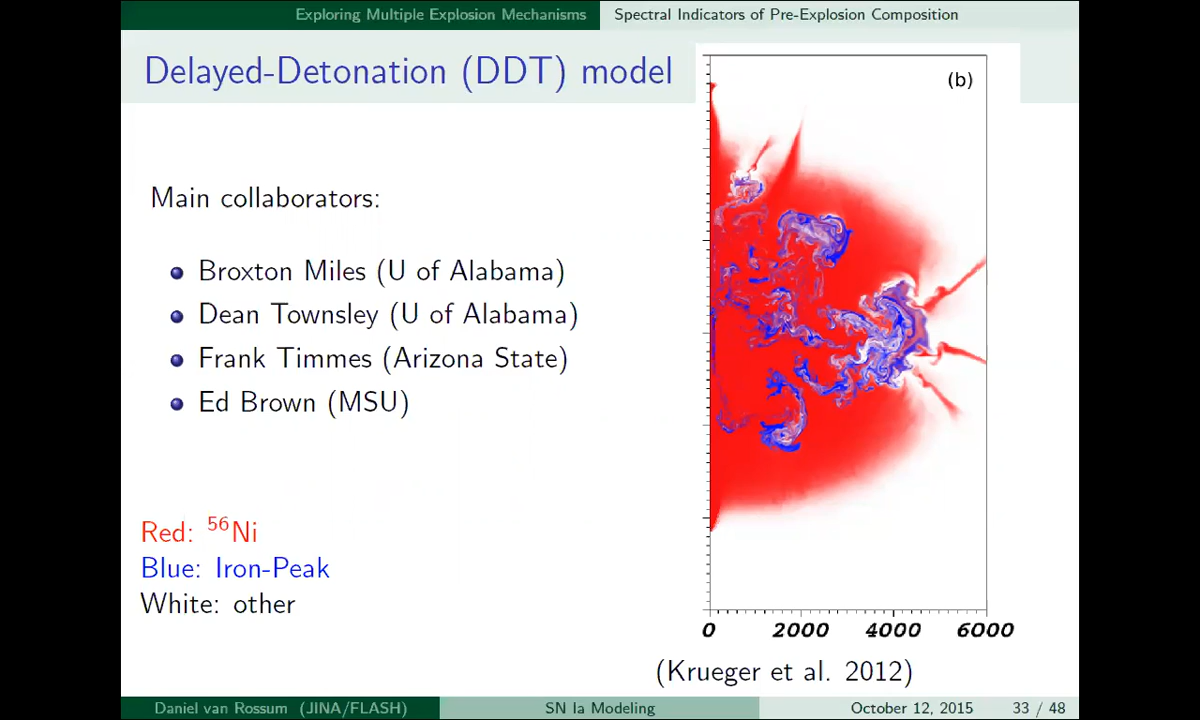 Exploring Multiple Explosion Mechanisms
Spectral Indicators of Pre-Explosion Composition
Delayed-Detonation (DDT) model
(b)
Main collaborators:
Broxton Miles (U of Alabama)
Dean Townsley (U of Alabama)
Frank Timmes (Arizona State)
Ed Brown (MSU)
Red: ⁵⁶Ni
Blue: Iron-Peak
White: other
0 2000 4000 6000
(Krueger et al. 2012)
Daniel van Rossum (JINA/FLASH)
SN Ia Modeling
October 12, 2015
33 / 48